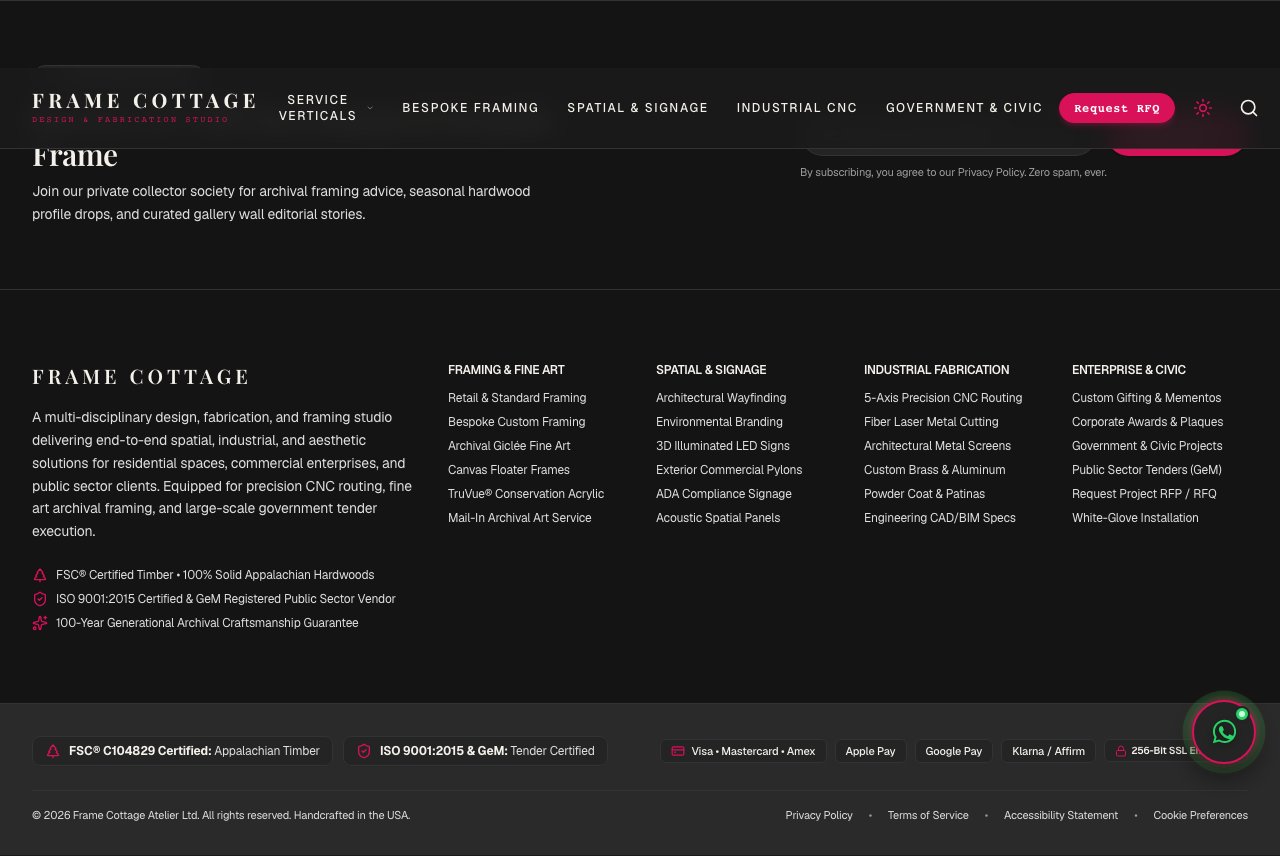 FRAME COTTAGE
DESIGN & FABRICATION STUDIO
SERVICE
VERTICALS
BESPOKE FRAMING
SPATIAL & SIGNAGE
INDUSTRIAL CNC
GOVERNMENT & CIVIC
Request RFQ
Frame
Join our private collector society for archival framing advice, seasonal hardwood
profile drops, and curated gallery wall editorial stories.
By subscribing, you agree to our Privacy Policy. Zero spam, ever.
FRAME COTTAGE
A multi-disciplinary design, fabrication, and framing studio
delivering end-to-end spatial, industrial, and aesthetic
solutions for residential spaces, commercial enterprises, and
public sector clients. Equipped for precision CNC routing, fine
art archival framing, and large-scale government tender
execution.
FSC® Certified Timber • 100% Solid Appalachian Hardwoods
ISO 9001:2015 Certified & GeM Registered Public Sector Vendor
100-Year Generational Archival Craftsmanship Guarantee
FRAMING & FINE ART
Retail & Standard Framing
Bespoke Custom Framing
Archival Giclée Fine Art
Canvas Floater Frames
TruVue® Conservation Acrylic
Mail-In Archival Art Service
SPATIAL & SIGNAGE
Architectural Wayfinding
Environmental Branding
3D Illuminated LED Signs
Exterior Commercial Pylons
ADA Compliance Signage
Acoustic Spatial Panels
INDUSTRIAL FABRICATION
5-Axis Precision CNC Routing
Fiber Laser Metal Cutting
Architectural Metal Screens
Custom Brass & Aluminum
Powder Coat & Patinas
Engineering CAD/BIM Specs
ENTERPRISE & CIVIC
Custom Gifting & Mementos
Corporate Awards & Plaques
Government & Civic Projects
Public Sector Tenders (GeM)
Request Project RFP / RFQ
White-Glove Installation
FSC® C104829 Certified: Appalachian Timber
ISO 9001:2015 & GeM: Tender Certified
Visa • Mastercard • Amex
Apple Pay
Google Pay
Klarna / Affirm
256-Bit SSL
© 2026 Frame Cottage Atelier Ltd. All rights reserved. Handcrafted in the USA.
Privacy Policy • Terms of Service • Accessibility Statement • Cookie Preferences